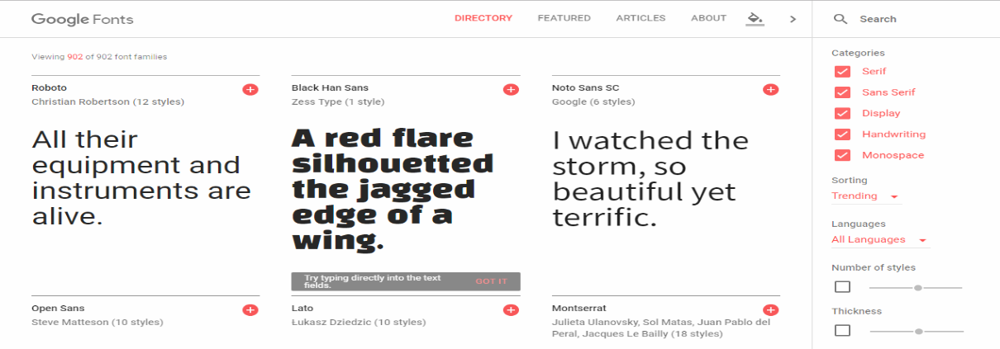 Google Fonts
DIRECTORY FEATURED ARTICLES ABOUT
Viewing 902 of 902 font families
Roboto
Christian Robertson (12 styles)
All their
equipment and
instruments are
alive.
Black Han Sans
Zess Type (1 style)
A red flare
silhouetted
the jagged
edge of a
wing.
Noto Sans SC
Google (6 styles)
I watched the
storm, so
beautiful yet
terrific.
Try typing directly into the text
fields.
GOT IT
Open Sans
Steve Matteson (10 styles)
Lato
Łukasz Dziedzic (10 styles)
Montserrat
Julieta Ulanovsky, Sol Matas, Juan Pablo del
Peral, Jacques Le Bailly (18 styles)
Search
Categories
Serif
Sans Serif
Display
Handwriting
Monospace
Sorting
Trending
Languages
All Languages
Number of styles
Thickness